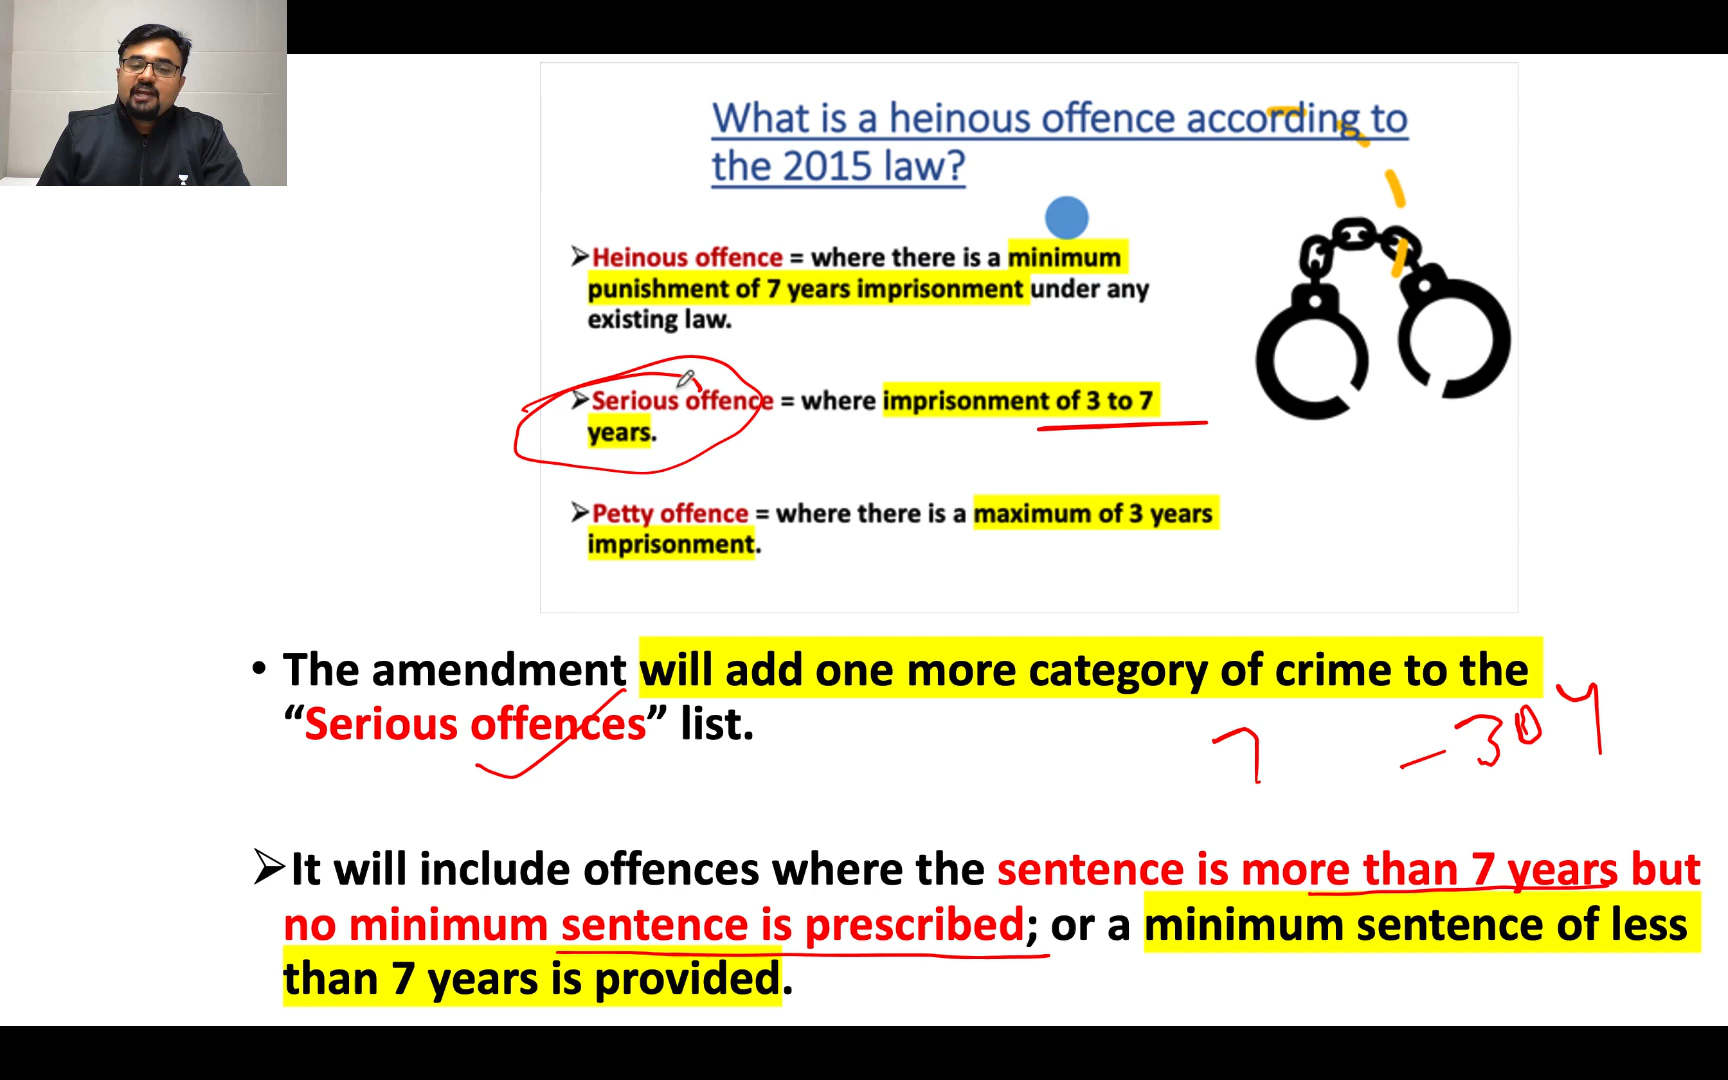 What is a heinous offence according to
the 2015 law?
➢Heinous offence = where there is a minimum
punishment of 7 years imprisonment under any
existing law.
➢Serious offence = where imprisonment of 3 to 7
years.
➢Petty offence = where there is a maximum of 3 years
imprisonment.
• The amendment will add one more category of crime to the
“Serious offences” list.
7 - 304
➢It will include offences where the sentence is more than 7 years but
no minimum sentence is prescribed; or a minimum sentence of less
than 7 years is provided.